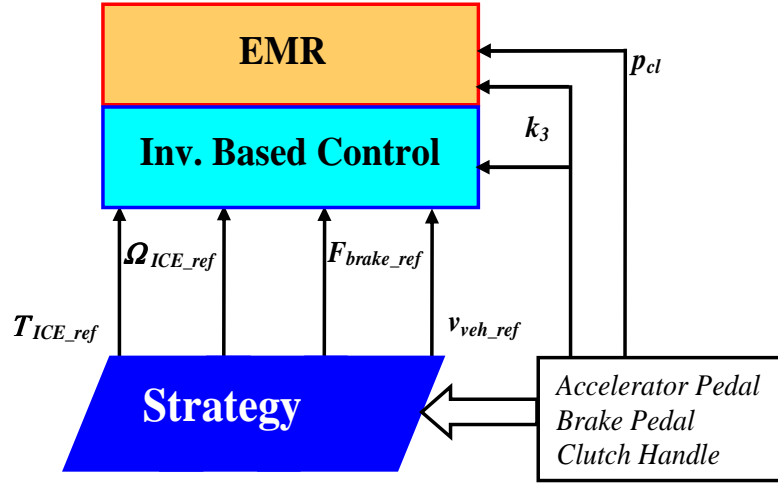 EMR
p_cl
k_3
Inv. Based Control
Ω_ICE_ref
F_brake_ref
T_ICE_ref
v_veh_ref
Strategy
Accelerator Pedal
Brake Pedal
Clutch Handle